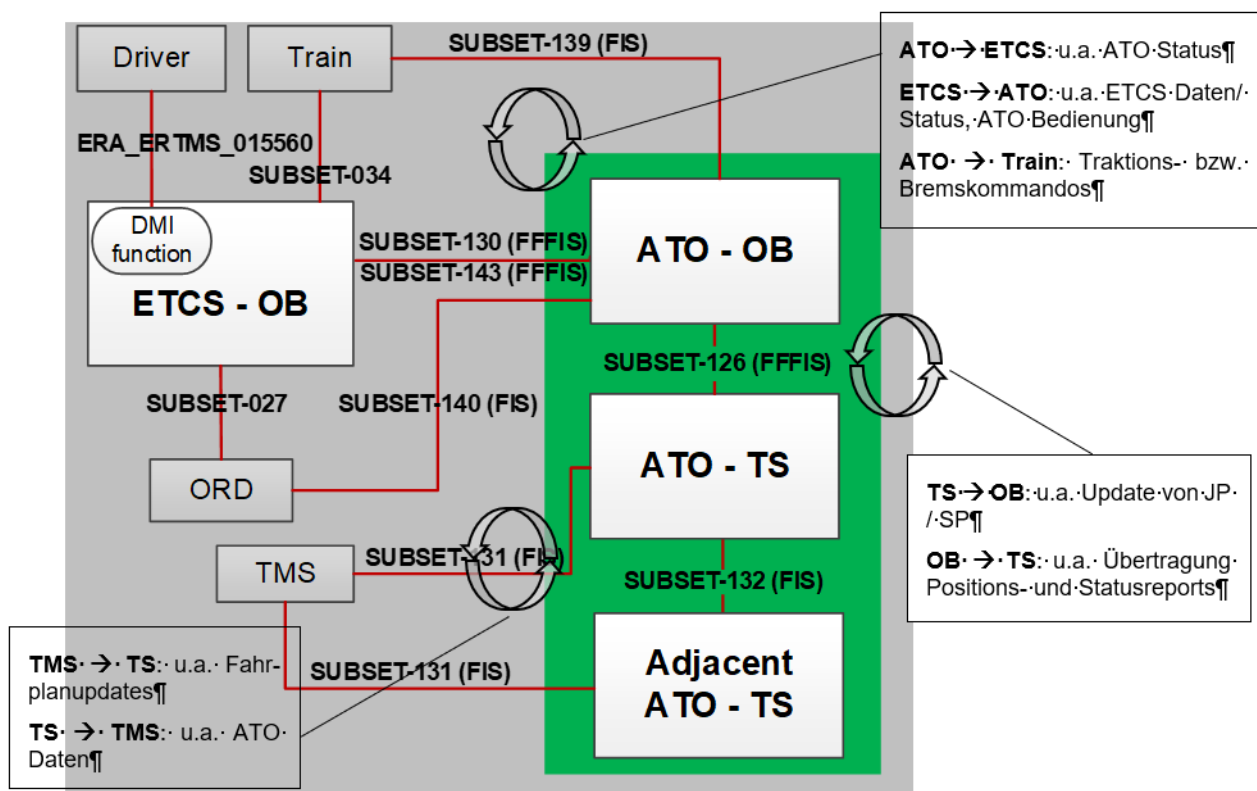 Driver
Train
SUBSET-139 (FIS)
ATO·→·ETCS:·u.a.·ATO·Status¶
ETCS·→·ATO:·u.a.·ETCS·Daten/·
Status,·ATO·Bedienung¶
ATO·→·Train:·Traktions-·bzw.·
Bremskommandos¶
ERA_ERTMS_015560
SUBSET-034
DMI
function
ETCS - OB
SUBSET-130 (FFFIS)
SUBSET-143 (FFFIS)
ATO - OB
SUBSET-126 (FFFIS)
SUBSET-027
SUBSET-140 (FIS)
ATO - TS
ORD
TS·→·OB:·u.a.·Update·von·JP·
/·SP¶
OB·→·TS:·u.a.·Übertragung·
Positions-·und·Statusreports¶
SUBSET-131 (FIS)
TMS
SUBSET-132 (FIS)
TMS·→·TS:·u.a.·Fahr-
planupdates¶
TS·→·TMS:·u.a.·ATO·
Daten¶
SUBSET-131 (FIS)
Adjacent
ATO - TS